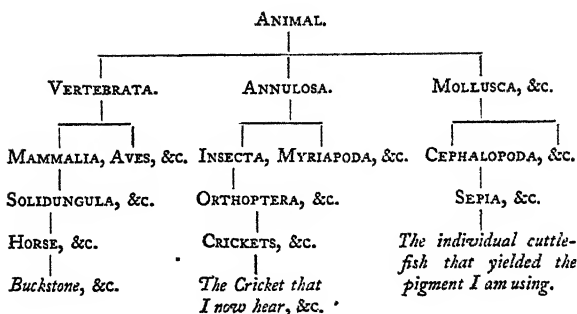 ANIMAL.
VERTEBRATA. ANNULOSA. MOLLUSCA, &C.
MAMMALIA, AVES, &C. INSECTA, MYRIAPODA, &C. CEPHALOPODA, &C.
SOLIDUNGULA, &C. ORTHOPTERA, &C. SEPIA, &C.
HORSE, &C. CRICKETS, &C. The individual cuttle-
fish that yielded the
Buckstone, &C. The Cricket that pigment I am using.
I now hear, &C.